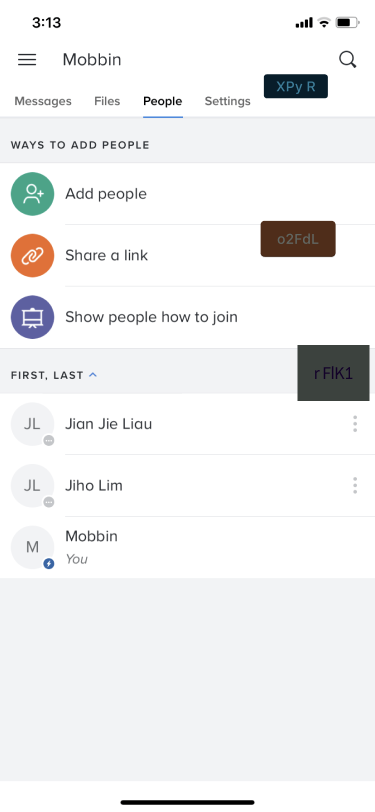 3:13
Mobbin
XPy R
Messages Files People Settings
WAYS TO ADD PEOPLE
Add people
o2FdL
Share a link
Show people how to join
rFlK1
FIRST, LAST
JL Jian Jie Liau
JL Jiho Lim
M Mobbin
You